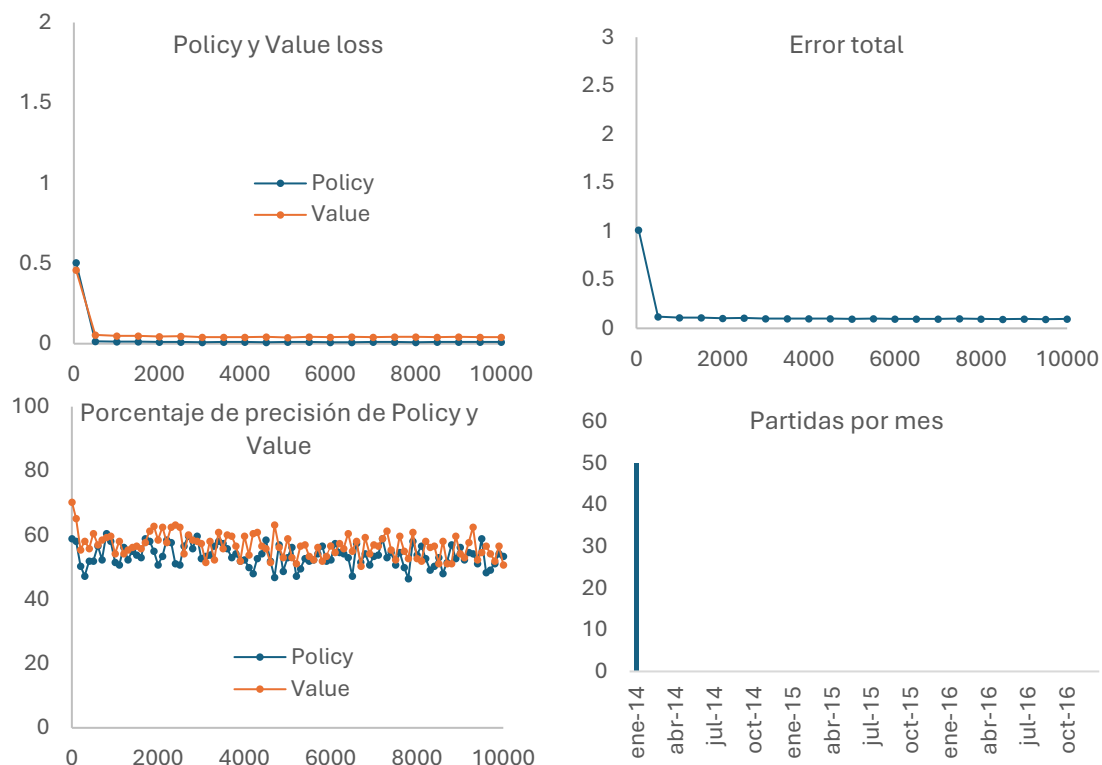 Policy y Value loss
2
1.5
1
0.5
0
Policy
Value
0 2000 4000 6000 8000 10000
Error total
3
2.5
2
1.5
1
0.5
0
0 2000 4000 6000 8000 10000
Porcentaje de precisión de Policy y
Value
100
80
60
40
20
0
Policy
Value
0 2000 4000 6000 8000 10000
Partidas por mes
60
50
40
30
20
10
0
ene-14
abr-14
jul-14
oct-14
ene-15
abr-15
jul-15
oct-15
ene-16
abr-16
jul-16
oct-16